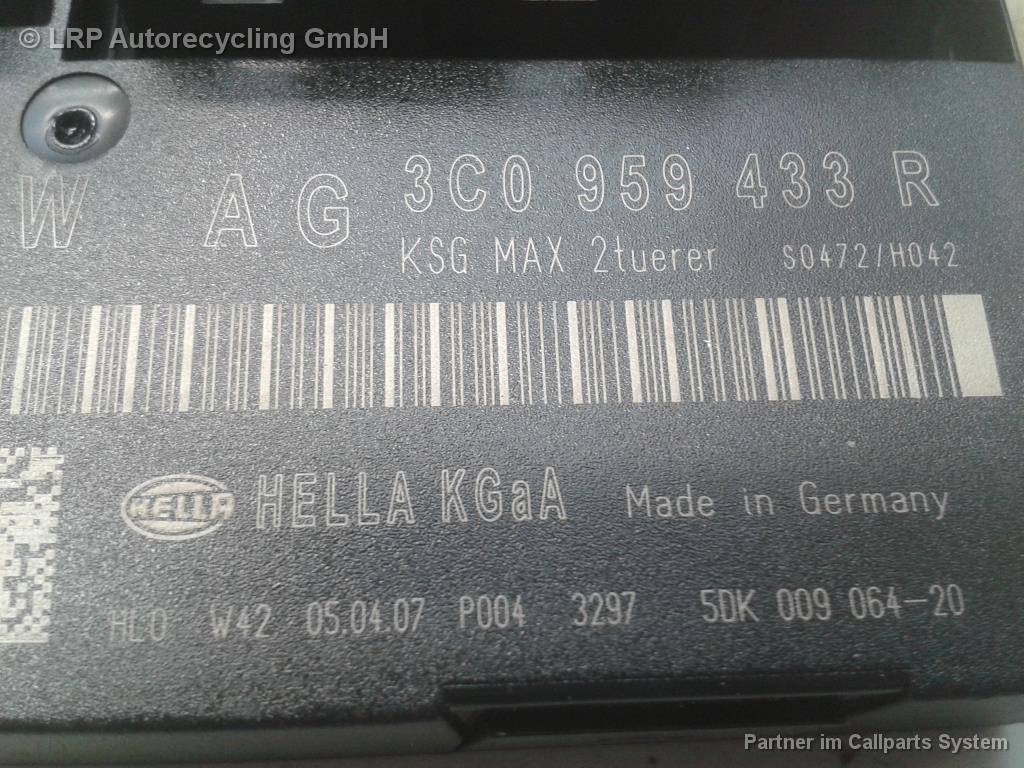 © LRP Autorecycling GmbH
W AG 3C0 959 433 R
KSG MAX 2tuerer S0472/H042
HELLA HELLA KGaA Made in Germany
HLO W42 05.04.07 P004 3297 5DK 009 064-20
Partner im Callparts System